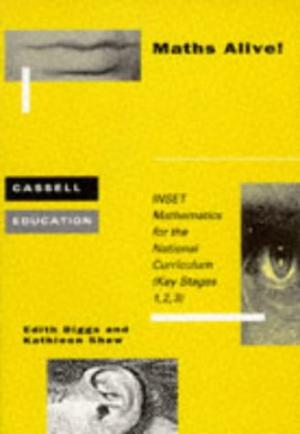 Maths Alive!
CASSELL
EDUCATION
INSET
Mathematics
for the
National
Curriculum
(Key Stages
1,2,3)
Edith Biggs and
Kathleen Shaw